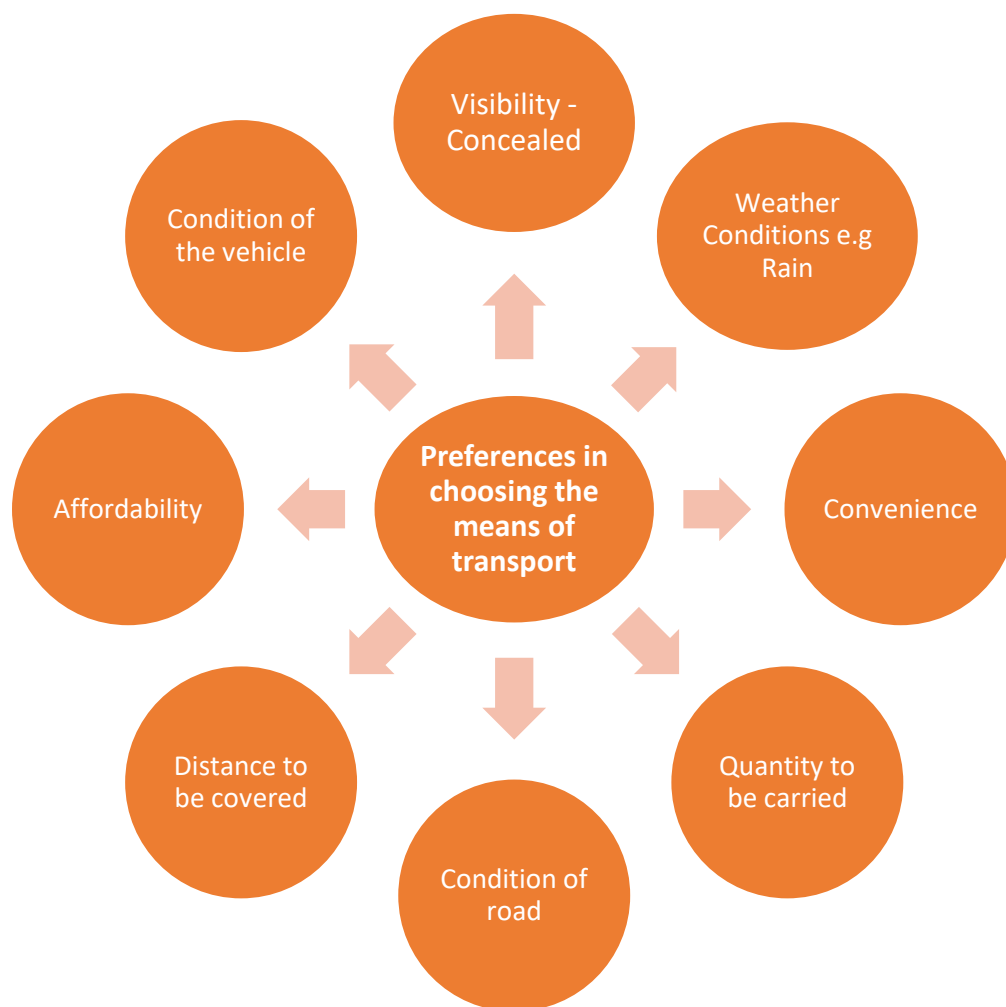 Visibility -
Concealed
Weather
Conditions e.g
Rain
Convenience
Quantity to
be carried
Condition of
road
Distance to
be covered
Affordability
Condition of
the vehicle
Preferences in
choosing the
means of
transport